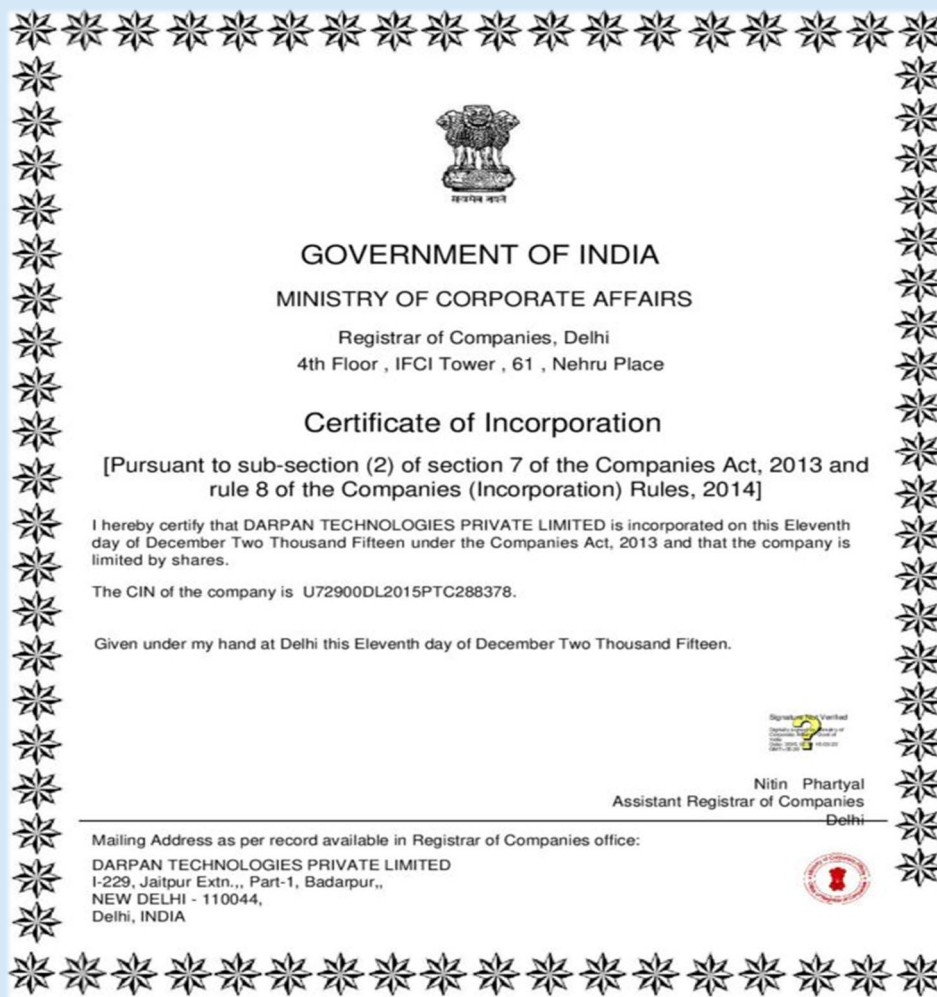 सत्यमेव जयते
GOVERNMENT OF INDIA
MINISTRY OF CORPORATE AFFAIRS
Registrar of Companies, Delhi
4th Floor , IFCI Tower , 61 , Nehru Place
Certificate of Incorporation
[Pursuant to sub-section (2) of section 7 of the Companies Act, 2013 and
rule 8 of the Companies (Incorporation) Rules, 2014]
I hereby certify that DARPAN TECHNOLOGIES PRIVATE LIMITED is incorporated on this Eleventh
day of December Two Thousand Fifteen under the Companies Act, 2013 and that the company is
limited by shares.
The CIN of the company is U72900DL2015PTC288378.
Given under my hand at Delhi this Eleventh day of December Two Thousand Fifteen.
Signature Not Verified
Nitin Phartyal
Assistant Registrar of Companies
Delhi
Mailing Address as per record available in Registrar of Companies office:
DARPAN TECHNOLOGIES PRIVATE LIMITED
I-229, Jaitpur Extn.,, Part-1, Badarpur,,
NEW DELHI - 110044,
Delhi, INDIA